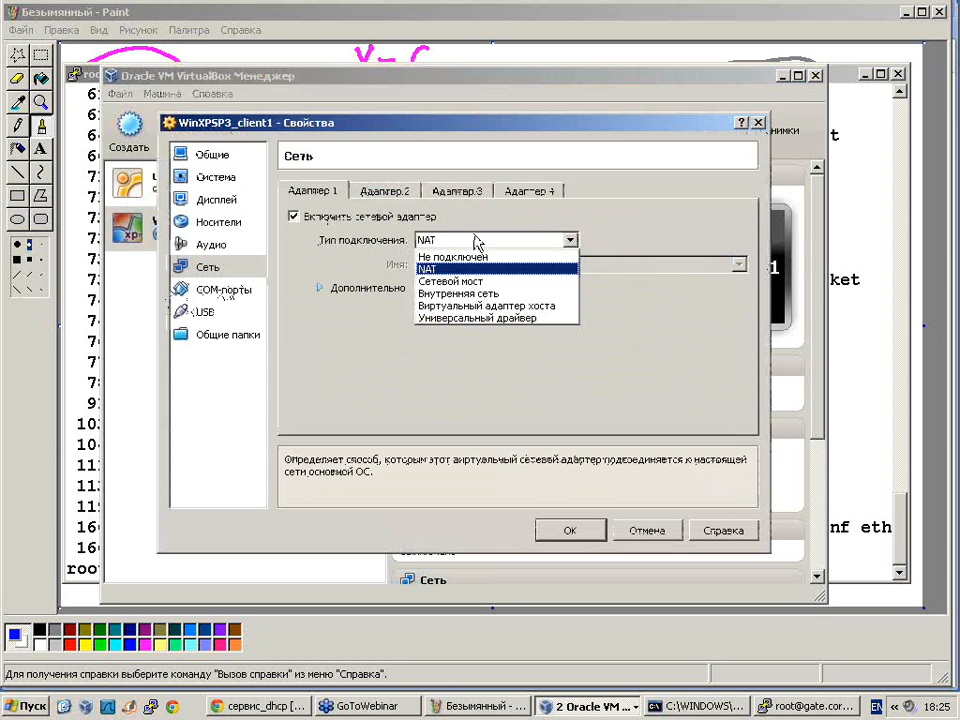 Безымянный - Paint
Файл Правка Вид Рисунок Палитра Справка
Oracle VM VirtualBox Менеджер
Файл Машина Справка
Создать
WinXPSP3_client1 - Свойства
Общие
Система
Дисплей
Носители
Аудио
Сеть
COM-порты
USB
Общие папки
Сеть
Адаптер 1 Адаптер 2 Адаптер 3 Адаптер 4
Включить сетевой адаптер
Тип подключения: NAT
Не подключен
NAT
Сетевой мост
Внутренняя сеть
Виртуальный адаптер хоста
Универсальный драйвер
Имя:
Дополнительно
Определяет способ, которым этот виртуальный сетевой адаптер подсоединяется к настоящей
сети основной ОС.
OK Отмена Справка
Сеть
Для получения справки выберите команду "Вызов справки" из меню "Справка".
Пуск сервис_dhcp [... GoToWebinar Безымянный - ... 2 Oracle VM ... C:\WINDOWS\... root@gate.cor... EN 18:25